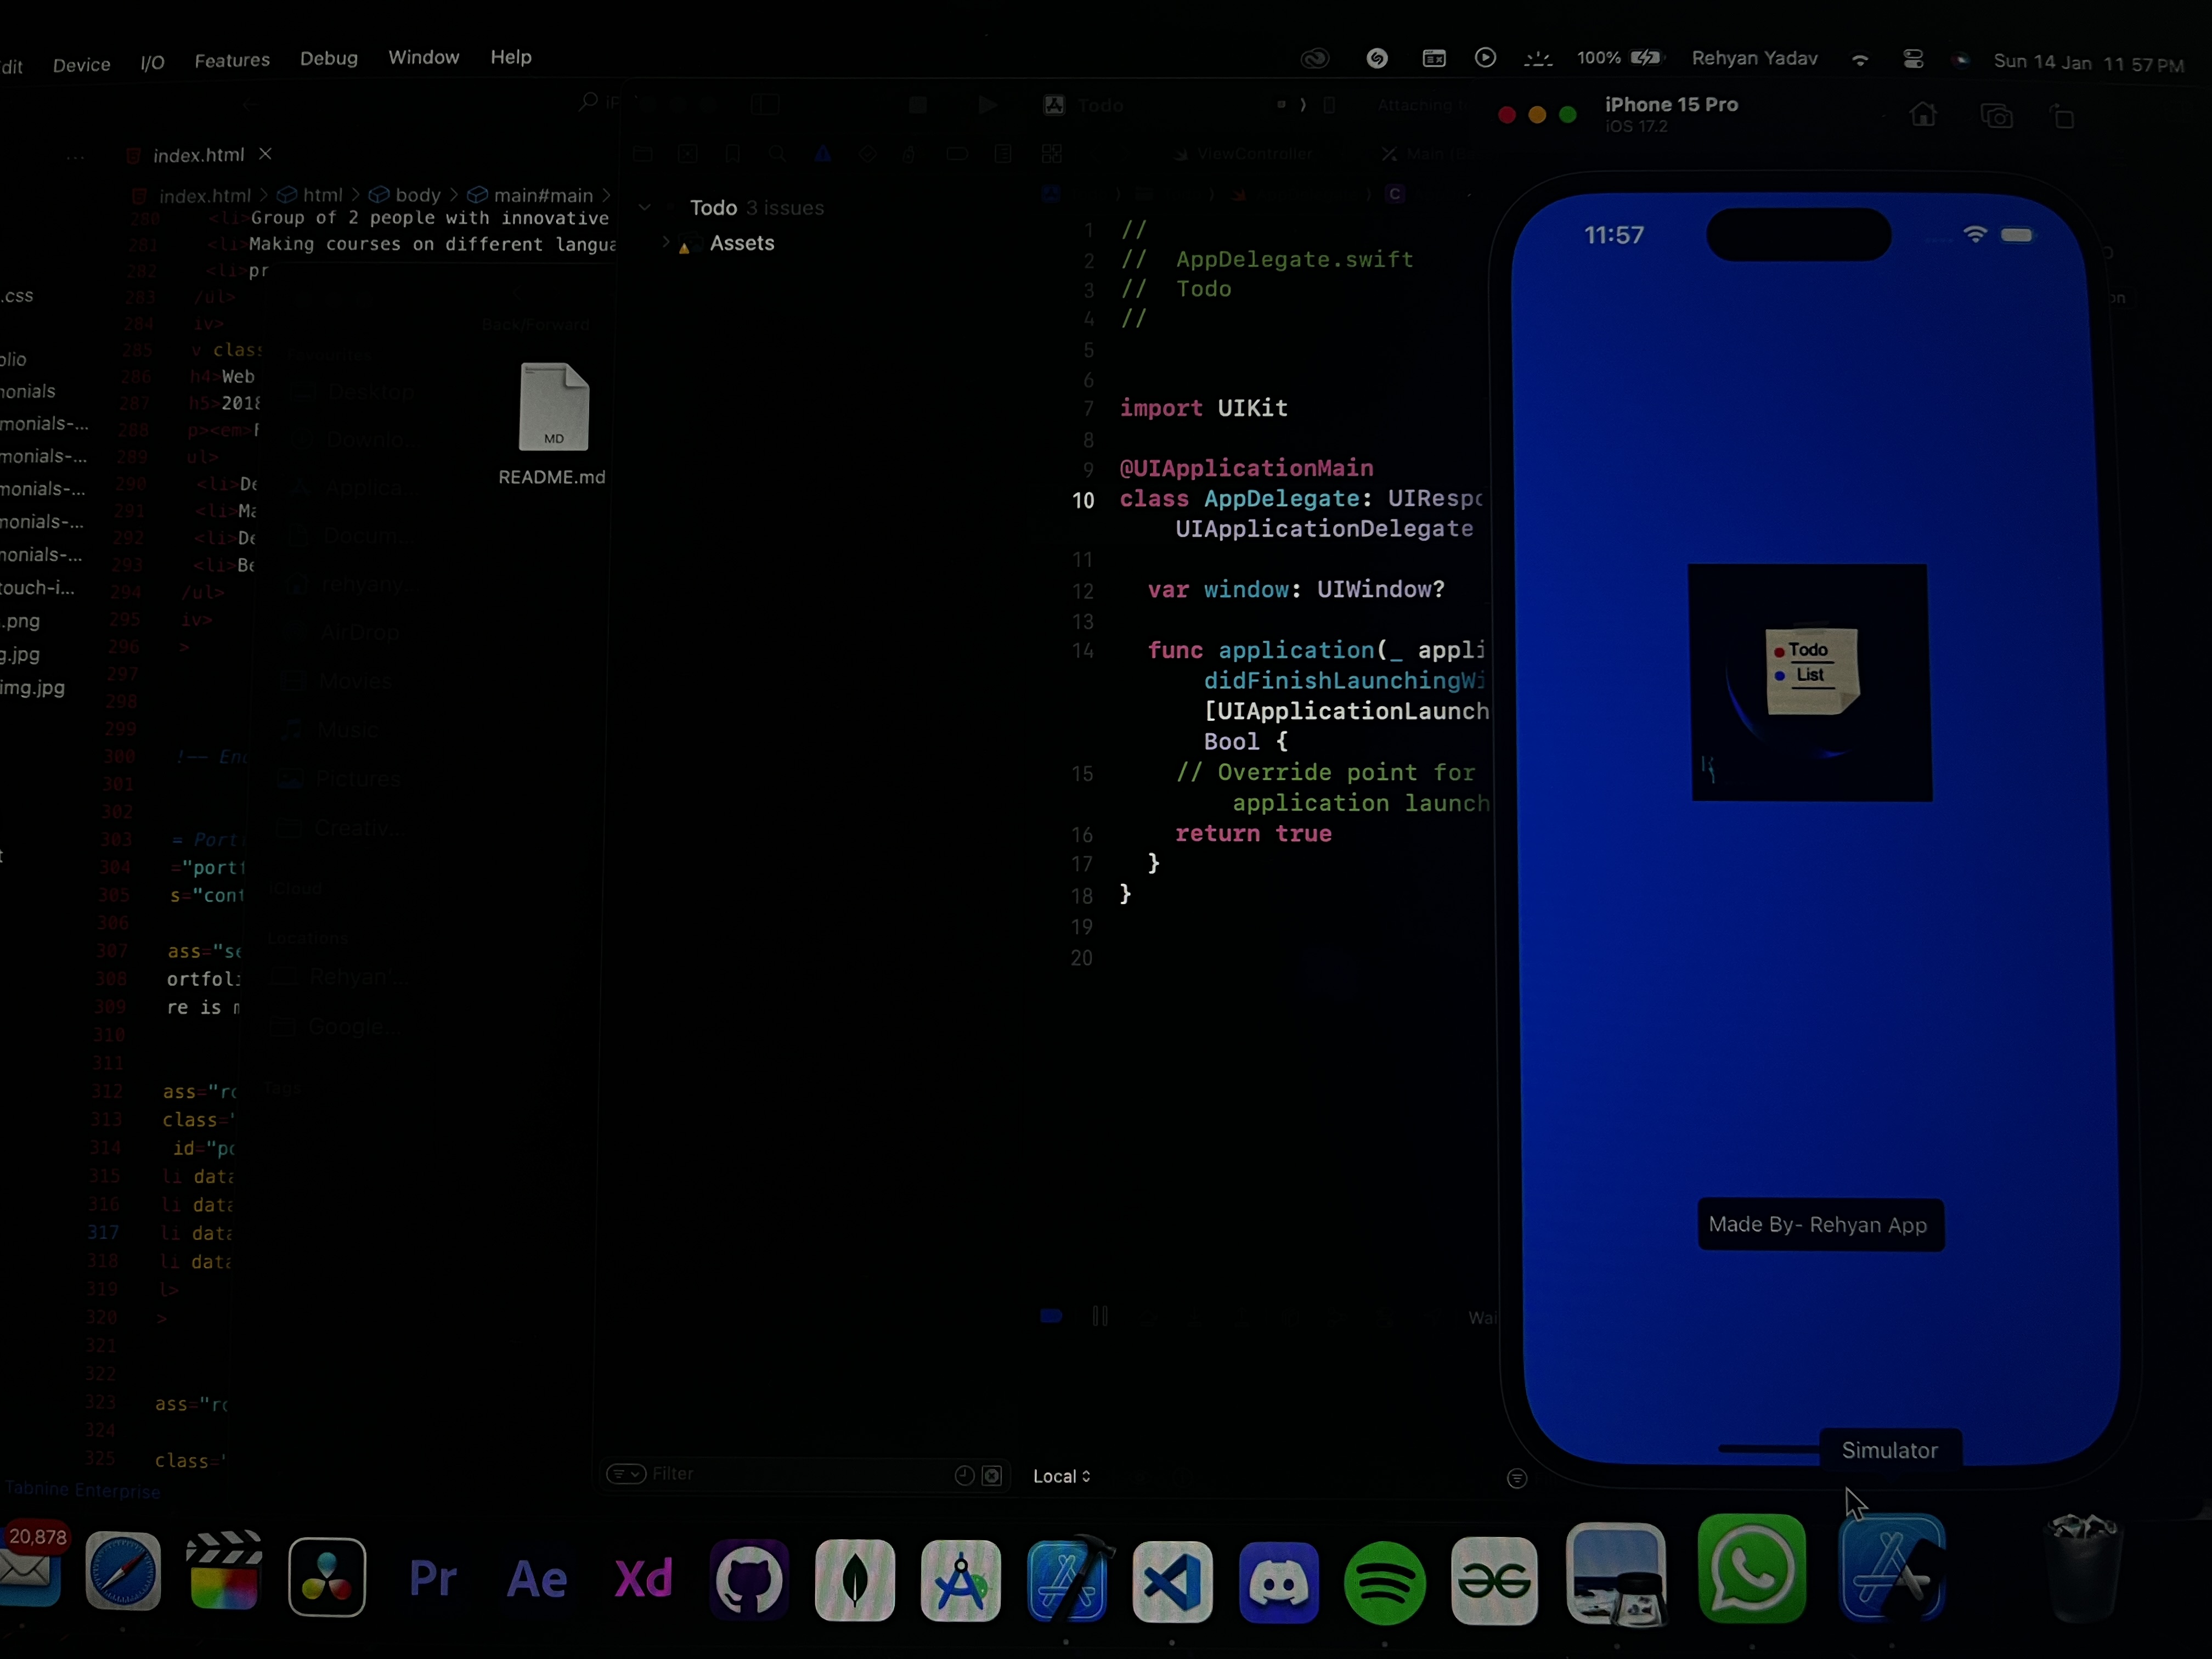 dit Device I/O Features Debug Window Help 100% Rehyan Yadav Sun 14 Jan 11 57 PM
index.html
index.html > html > body > main#main >
280 <li>Group of 2 people with innovative
281 <li>Making courses on different langua
282 <li>pr
283 /ul>
284 iv>
285 v class
286 h4>Web
287 h5>2018
288 p><em>F
289 ul>
290 <li>De
291 <li>Ma
292 <li>De
293 <li>Be
294 /ul>
295 iv>
296 >
297
298
299
300 !-- End
301
302
303 = Port
304 ="portf
305 s="cont
306
307 ass="se
308 ortfoli
309 re is m
310
311
312 ass="ro
313 class="
314 id="po
315 li data
316 li data
317 li data
318 li data
319 l>
320 >
321
322
323 ass="ro
324
325 class="
Tabnine Enterprise
.css
olio
monials
monials-...
monials-...
monials-...
monials-...
monials-...
touch-i...
.png
g.jpg
img.jpg
Back/Forward
Favourites
Desktop
Downlo...
Applica...
Docum...
rehyany...
AirDrop
Movies
Music
Pictures
Creativ...
iCloud
Locations
Rehyan'...
Google...
Tags
MD
README.md
Todo 3 issues
Assets
Filter
Todo
Attaching
ViewController
Main
1 //
2 // AppDelegate.swift
3 // Todo
4 //
5
6
7 import UIKit
8
9 @UIApplicationMain
10 class AppDelegate: UIRespo
UIApplicationDelegate
11
12 var window: UIWindow?
13
14 func application(_ appli
didFinishLaunchingWi
[UIApplicationLaunch
Bool {
15 // Override point for
application launch
16 return true
17 }
18 }
19
20
Wai
Local
iPhone 15 Pro
iOS 17.2
11:57
Todo
List
Made By- Rehyan App
Simulator
20,878
Pr Ae Xd